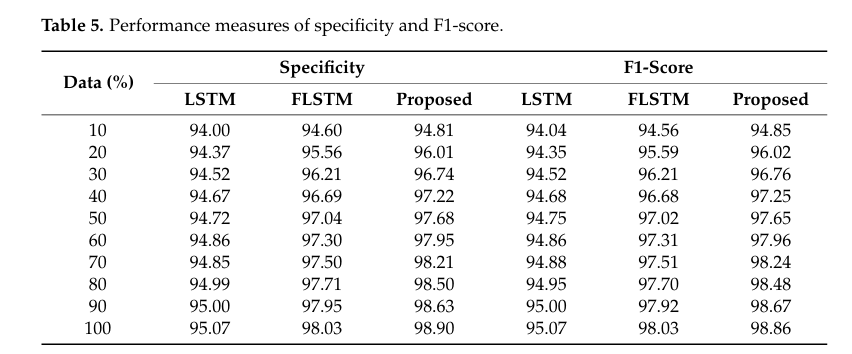 Table 5. Performance measures of specificity and F1-score.
Data (%) Specificity F1-Score
LSTM FLSTM Proposed LSTM FLSTM Proposed
10 94.00 94.60 94.81 94.04 94.56 94.85
20 94.37 95.56 96.01 94.35 95.59 96.02
30 94.52 96.21 96.74 94.52 96.21 96.76
40 94.67 96.69 97.22 94.68 96.68 97.25
50 94.72 97.04 97.68 94.75 97.02 97.65
60 94.86 97.30 97.95 94.86 97.31 97.96
70 94.85 97.50 98.21 94.88 97.51 98.24
80 94.99 97.71 98.50 94.95 97.70 98.48
90 95.00 97.95 98.63 95.00 97.92 98.67
100 95.07 98.03 98.90 95.07 98.03 98.86